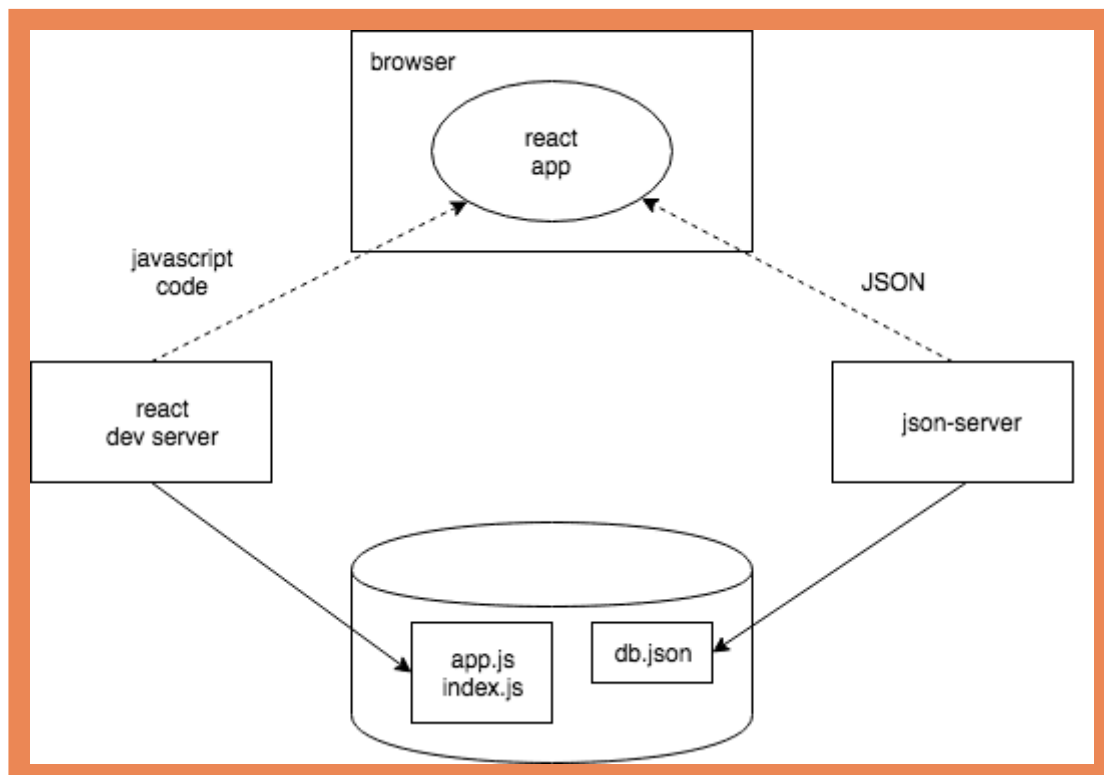 browser
react
app
javascript
code
JSON
react
dev server
json-server
app.js
index.js
db.json